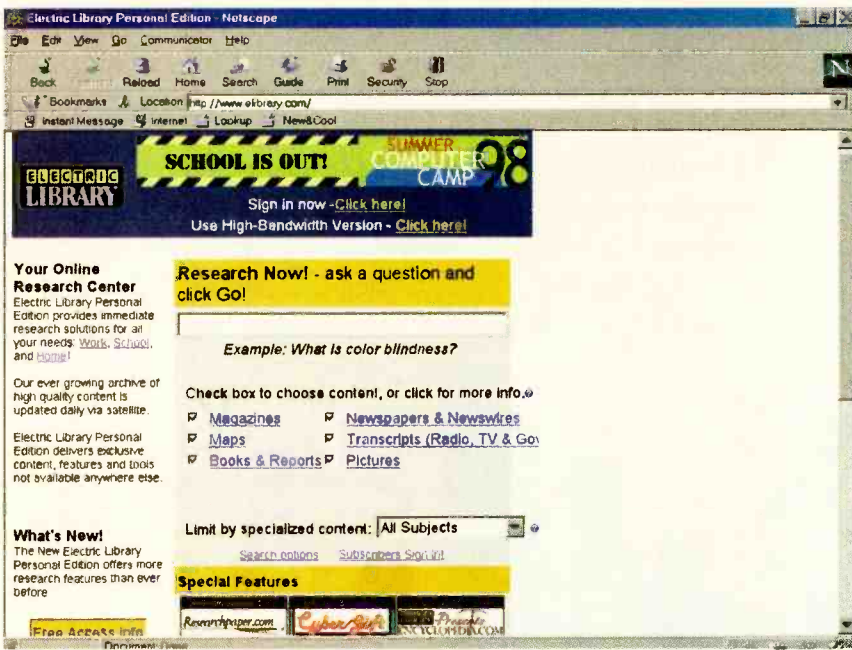 Electric Library Personal Edition - Netscape
File Edit View Go Communicator Help
Back Reload Home Search Guide Print Security Stop
N
Bookmarks Location http://www.elibrary.com/
Instant Message Internet Lookup New&Cool
ELECTRIC
LIBRARY
SCHOOL IS OUT!
SUMMER
COMPUTER
CAMP 98
Sign in now -Click here!
Use High-Bandwidth Version - Click here!
Your Online
Research Center
Electric Library Personal
Edition provides immediate
research solutions for all
your needs: Work, School,
and Home!
Our ever growing archive of
high quality content is
updated daily via satellite.
Electric Library Personal
Edition delivers exclusive
content, features and tools
not available anywhere else.
What's New!
The New Electric Library
Personal Edition offers more
research features than ever
before
Free Access Info
Research Now! - ask a question and
click Go!
Example: What is color blindness?
Check box to choose content, or click for more info.
Magazines Newspapers & Newswires
Maps Transcripts (Radio, TV & Gov
Books & Reports Pictures
Limit by specialized content: All Subjects
Search options Subscribers Sign in!
Special Features
Researchpaper.com
Presents
ENCYCLOPEDIA.COM
Document: Done